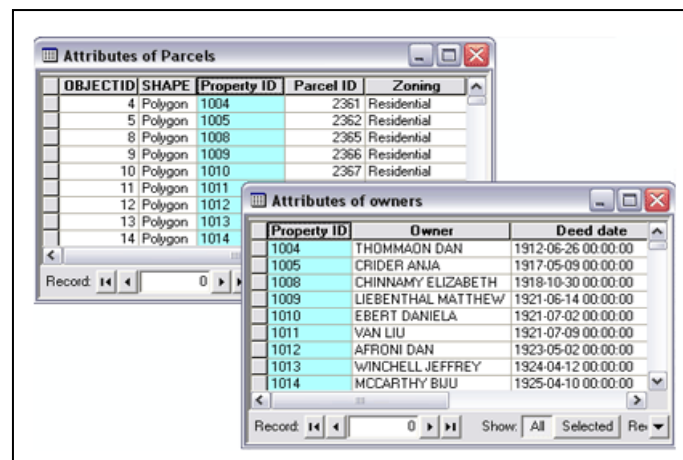 Attributes of Parcels
OBJECTID SHAPE Property ID Parcel ID Zoning
4 Polygon 1004 2361 Residential
5 Polygon 1005 2362 Residential
8 Polygon 1008 2365 Residential
9 Polygon 1009 2366 Residential
10 Polygon 1010 2367 Residential
11 Polygon 1011
12 Polygon 1012
13 Polygon 1013
14 Polygon 1014
Record: 0
Attributes of owners
Property ID Owner Deed date
1004 THOMMAON DAN 1912-06-26 00:00:00
1005 CRIDER ANJA 1917-05-09 00:00:00
1008 CHINNAMY ELIZABETH 1918-10-30 00:00:00
1009 LIEBENTHAL MATTHEW 1921-06-14 00:00:00
1010 EBERT DANIELA 1921-07-02 00:00:00
1011 VAN LIU 1921-07-09 00:00:00
1012 AFRONI DAN 1923-05-02 00:00:00
1013 WINCHELL JEFFREY 1924-04-12 00:00:00
1014 MCCARTHY BIJU 1925-04-10 00:00:00
Record: 0 Show: All Selected Re